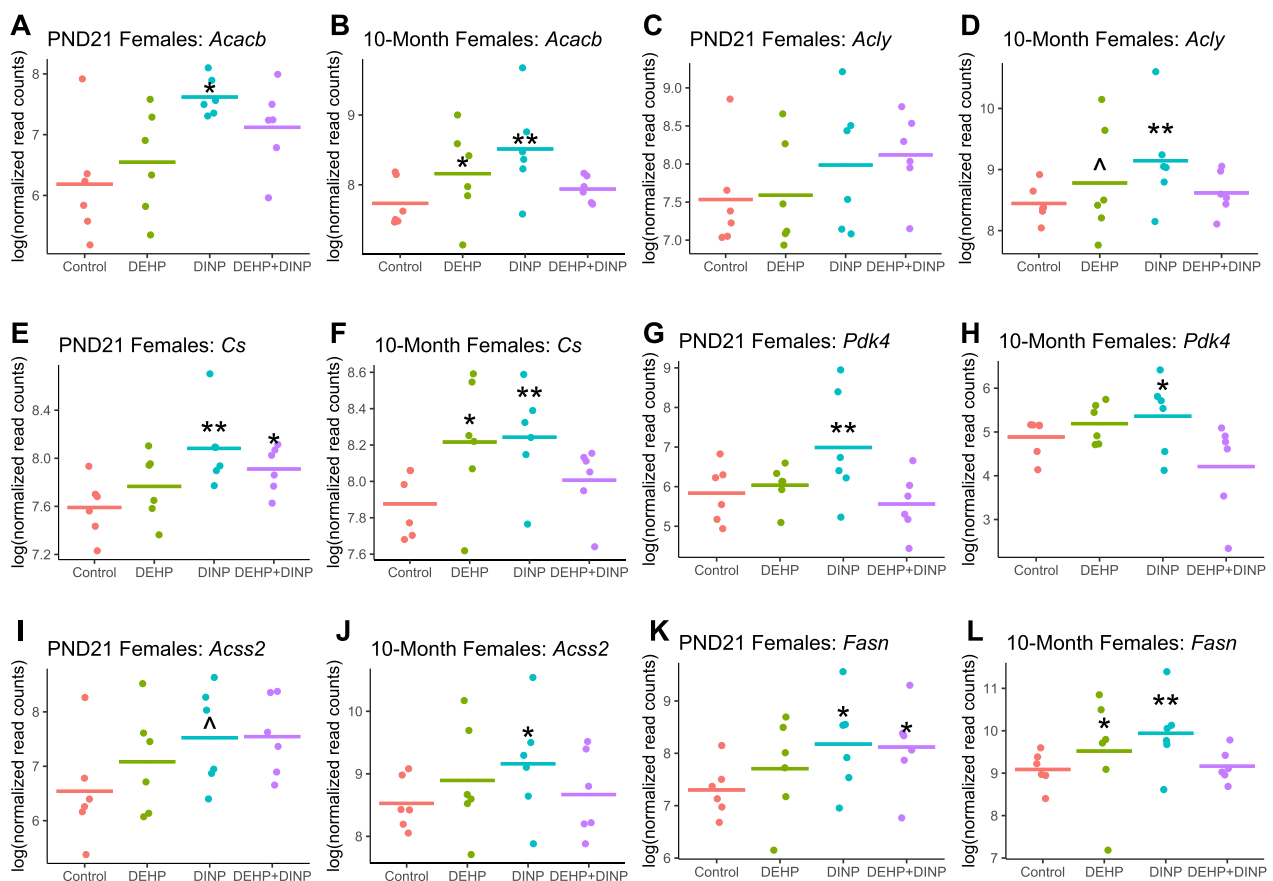 A PND21 Females: Acacb
B 10-Month Females: Acacb
C PND21 Females: Acly
D 10-Month Females: Acly
log(normalized read counts)
8
7
6
*
Control DEHP DINP DEHP+DINP
log(normalized read counts)
9
8
* **
Control DEHP DINP DEHP+DINP
log(normalized read counts)
9.0
8.5
8.0
7.5
7.0
Control DEHP DINP DEHP+DINP
log(normalized read counts)
10
9
8
^ **
Control DEHP DINP DEHP+DINP
E PND21 Females: Cs
F 10-Month Females: Cs
G PND21 Females: Pdk4
H 10-Month Females: Pdk4
log(normalized read counts)
8.4
8.0
7.6
7.2
** *
Control DEHP DINP DEHP+DINP
log(normalized read counts)
8.6
8.4
8.2
8.0
7.8
7.6
* **
Control DEHP DINP DEHP+DINP
log(normalized read counts)
9
8
7
6
5
**
Control DEHP DINP DEHP+DINP
log(normalized read counts)
6
5
4
3
*
Control DEHP DINP DEHP+DINP
I PND21 Females: Acss2
J 10-Month Females: Acss2
K PND21 Females: Fasn
L 10-Month Females: Fasn
log(normalized read counts)
8
7
6
^
Control DEHP DINP DEHP+DINP
log(normalized read counts)
10
9
8
*
Control DEHP DINP DEHP+DINP
log(normalized read counts)
9
8
7
6
* *
Control DEHP DINP DEHP+DINP
log(normalized read counts)
11
10
9
8
7
* **
Control DEHP DINP DEHP+DINP